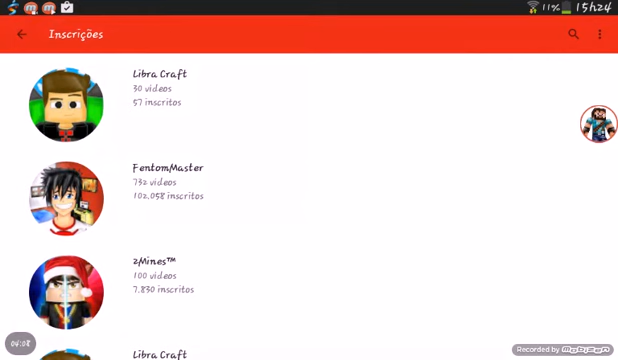 11% 15h24
Inscrições
Libra Craft
30 vídeos
57 inscritos
FentomMaster
732 vídeos
102.058 inscritos
2Mines™
100 vídeos
7.830 inscritos
Libra Craft
04:08
Recorded by MOBIZEN